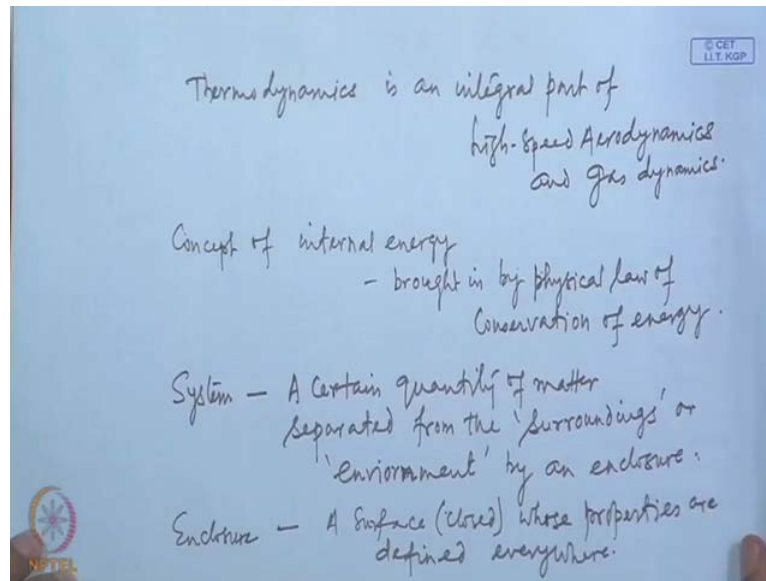 © CET
I.I.T. KGP
Thermodynamics is an integral part of
high-speed Aerodynamics
and gas dynamics.
Concept of internal energy
- brought in by physical law of
Conservation of energy.
System — A Certain quantity of matter
separated from the 'surroundings' or
'enviornment' by an enclosure.
Enclosure — A Surface ('closed') whose properties are
defined everywhere.
NPTEL